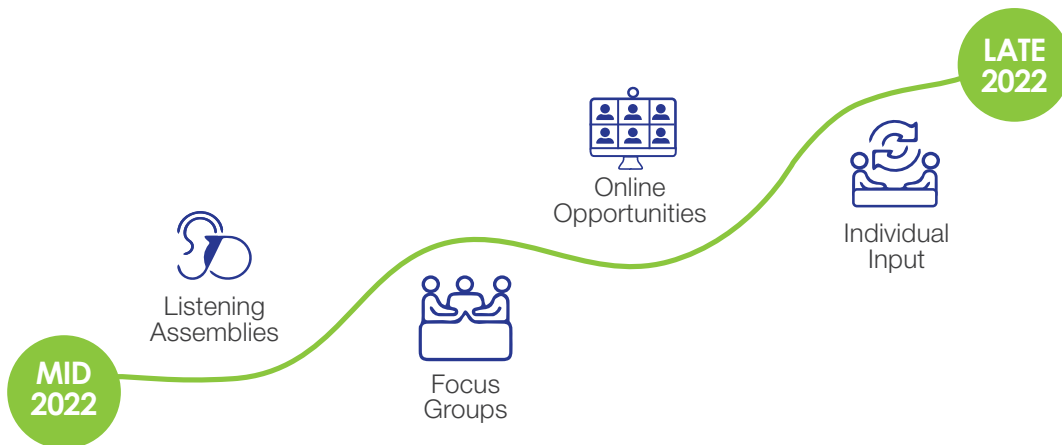 MID
2022
Listening
Assemblies
Focus
Groups
Online
Opportunities
Individual
Input
LATE
2022